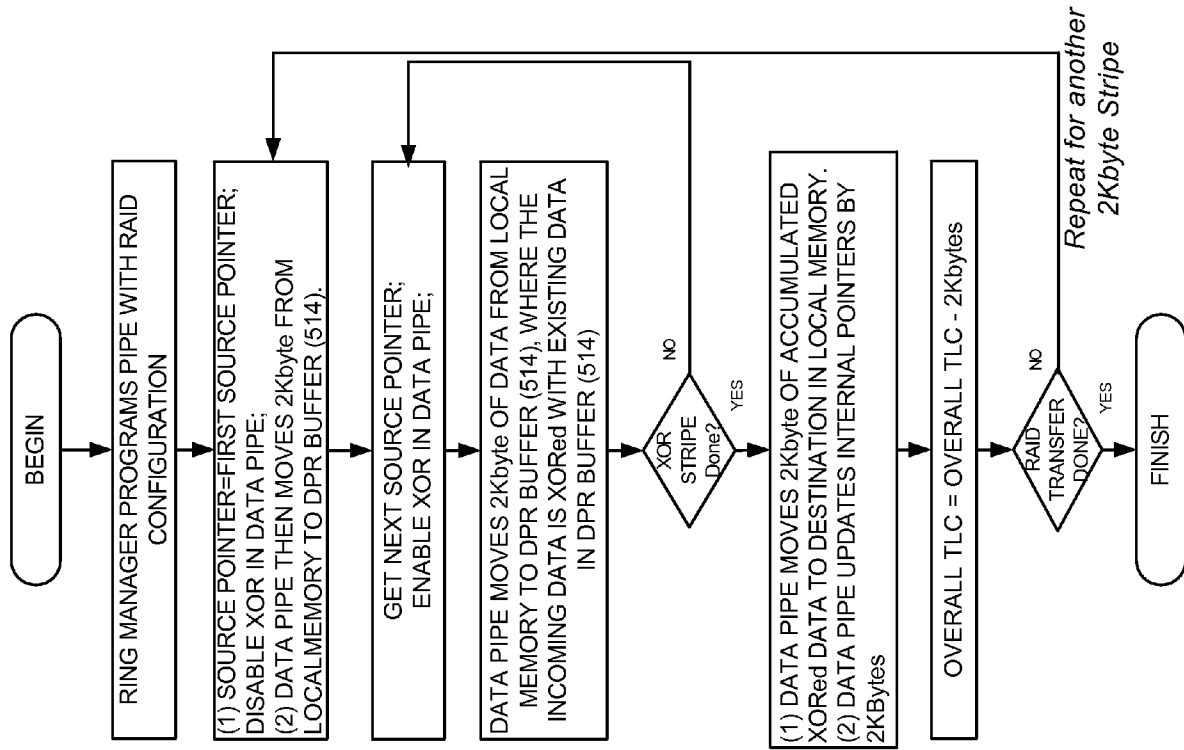 BEGIN
RING MANAGER PROGRAMS PIPE WITH RAID
CONFIGURATION
(1) SOURCE POINTER=FIRST SOURCE POINTER;
DISABLE XOR IN DATA PIPE;
(2) DATA PIPE THEN MOVES 2Kbyte FROM
LOCALMEMORY TO DPR BUFFER (514).
GET NEXT SOURCE POINTER;
ENABLE XOR IN DATA PIPE;
DATA PIPE MOVES 2Kbyte OF DATA FROM LOCAL
MEMORY TO DPR BUFFER (514), WHERE THE
INCOMING DATA IS XORed WITH EXISTING DATA
IN DPR BUFFER (514)
XOR
STRIPE
Done?
NO
YES
(1) DATA PIPE MOVES 2Kbyte OF ACCUMULATED
XORed DATA TO DESTINATION IN LOCAL MEMORY.
(2) DATA PIPE UPDATES INTERNAL POINTERS BY
2KBytes
OVERALL TLC = OVERALL TLC - 2Kbytes
RAID
TRANSFER
DONE?
NO
YES
Repeat for another
2Kbyte Stripe
FINISH